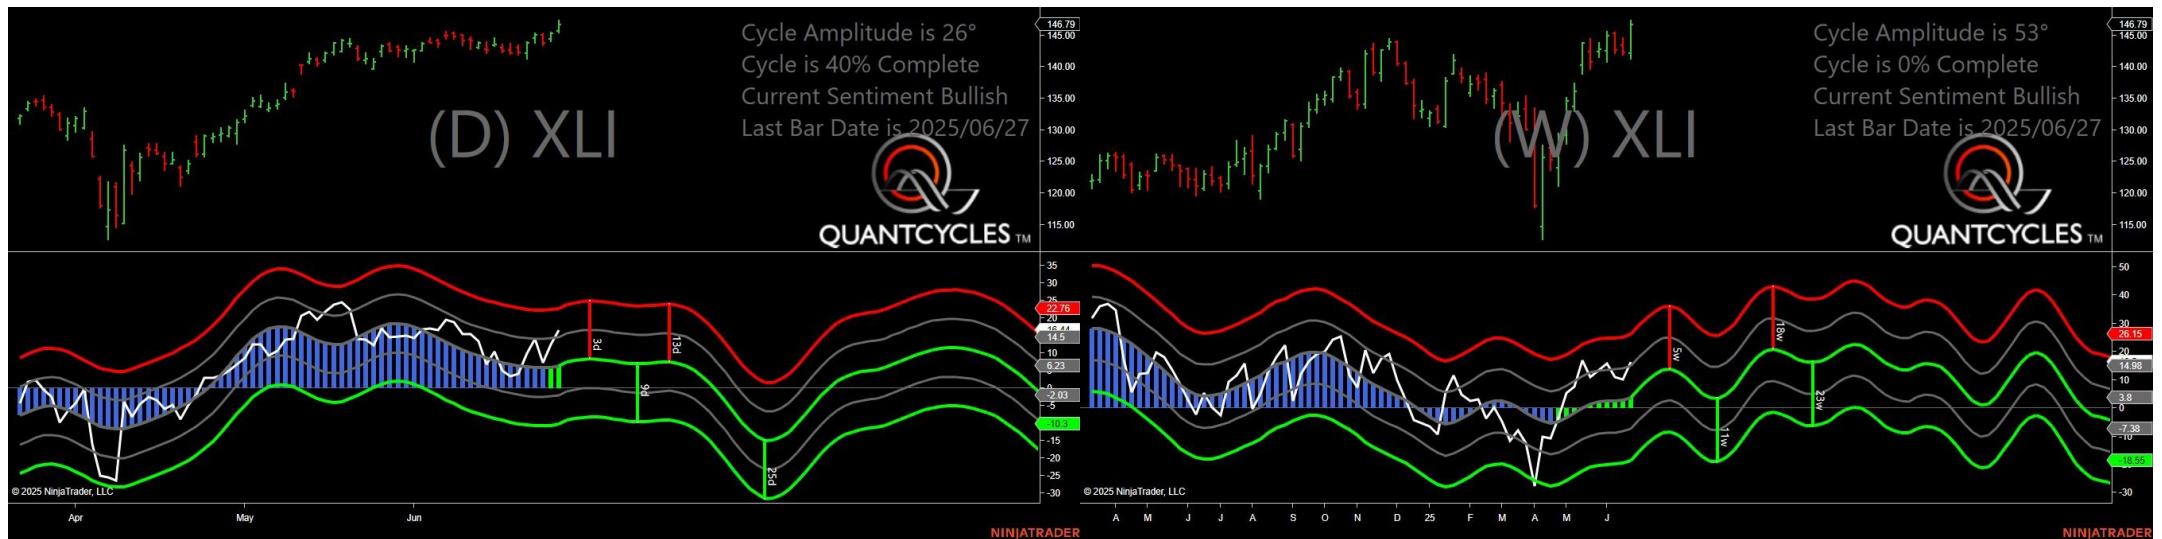 Cycle Amplitude is 26°
Cycle is 40% Complete
Current Sentiment Bullish
Last Bar Date is 2025/06/27
(D) XLI
QUANTCYCLES TM
146.79
145.00
140.00
135.00
130.00
125.00
120.00
115.00
35
30
25
22.76
20
16.44
14.5
10
6.23
0
-2.03
-5
-10.3
-15
-20
-25
-30
3d
9d
13d
25d
© 2025 NinjaTrader, LLC
Apr May Jun
NINJATRADER
Cycle Amplitude is 53°
Cycle is 0% Complete
Current Sentiment Bullish
Last Bar Date is 2025/06/27
(W) XLI
QUANTCYCLES TM
146.79
145.00
140.00
135.00
130.00
125.00
120.00
115.00
50
40
30
26.15
20
14.98
10
3.8
0
-7.38
-10
-18.55
-30
5w
11w
18w
23w
© 2025 NinjaTrader, LLC
A M J J A S O N D 25 F M A M J
NINJATRADER